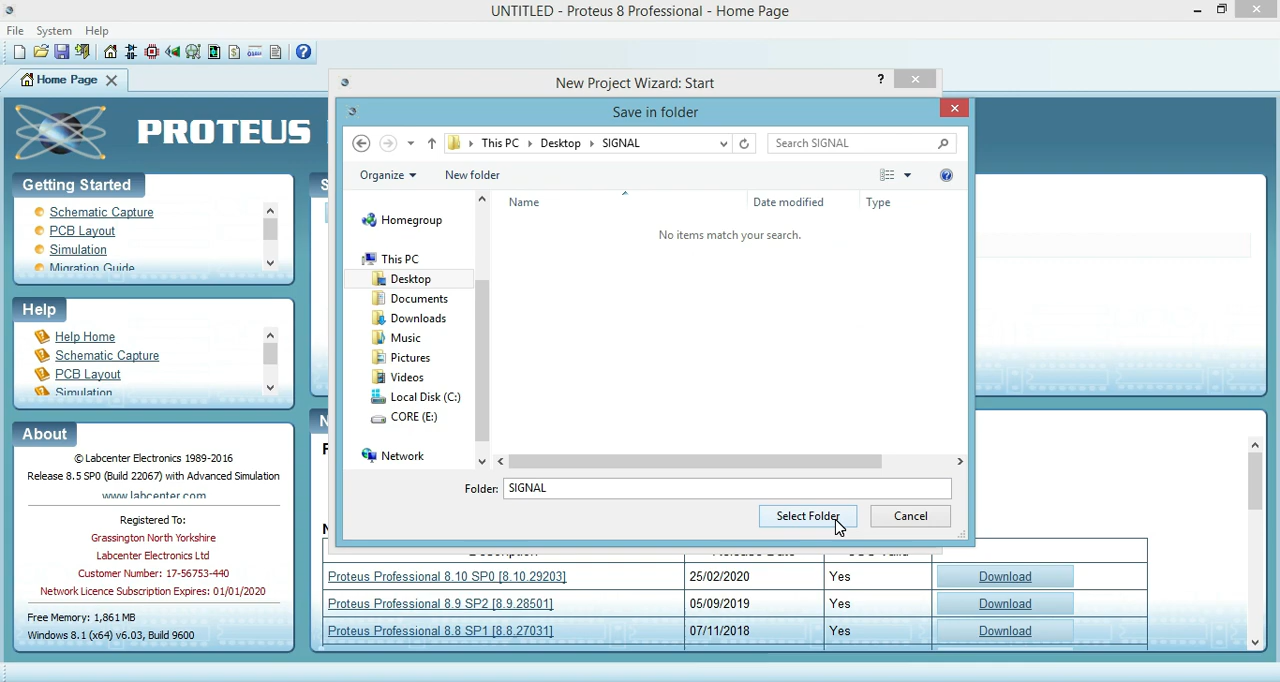 UNTITLED - Proteus 8 Professional - Home Page
File System Help
Home Page
New Project Wizard: Start
?
Save in folder
PROTEUS
This PC Desktop SIGNAL
Search SIGNAL
Organize New folder
Getting Started
Schematic Capture
PCB Layout
Simulation
Migration Guide
Name Date modified Type
No items match your search.
Homegroup
This PC
Desktop
Documents
Downloads
Music
Pictures
Videos
Local Disk (C:)
CORE (E:)
Network
Help
Help Home
Schematic Capture
PCB Layout
Simulation
Folder: SIGNAL
Select Folder Cancel
About
© Labcenter Electronics 1989-2016
Release 8.5 SP0 (Build 22067) with Advanced Simulation
www.labcenter.com
Registered To:
Grassington North Yorkshire
Labcenter Electronics Ltd
Customer Number: 17-56753-440
Network Licence Subscription Expires: 01/01/2020
Free Memory: 1,861 MB
Windows 8.1 (x64) v6.03, Build 9600
Proteus Professional 8.10 SP0 [8.10.29203] 25/02/2020 Yes Download
Proteus Professional 8.9 SP2 [8.9.28501] 05/09/2019 Yes Download
Proteus Professional 8.8 SP1 [8.8.27031] 07/11/2018 Yes Download